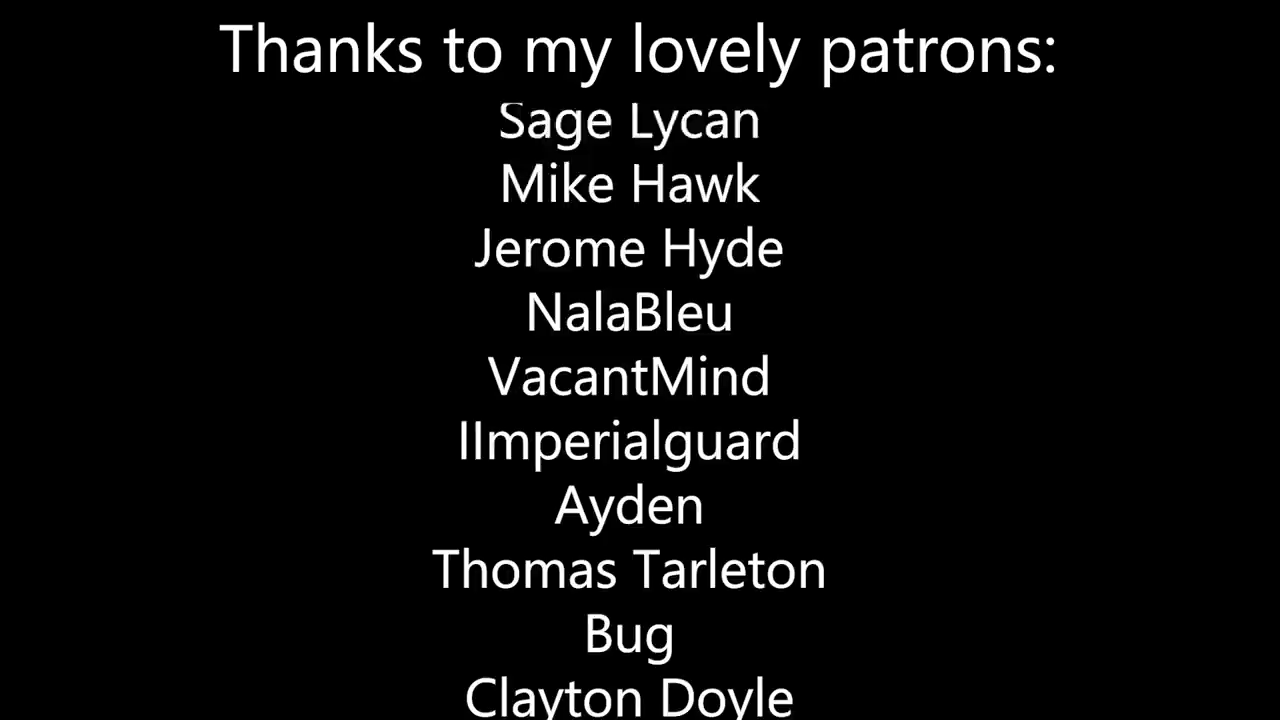 Thanks to my lovely patrons:
Sage Lycan
Mike Hawk
Jerome Hyde
NalaBleu
VacantMind
IImperialguard
Ayden
Thomas Tarleton
Bug
Clayton Doyle